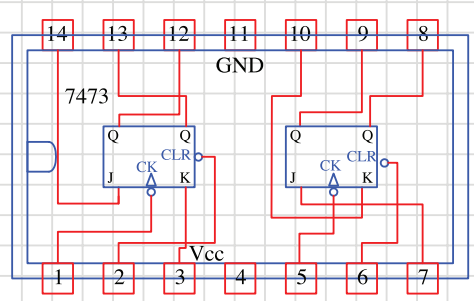 14 13 12 11 10 9 8
GND
7473
Q Q Q Q
CLR CLR
CK CK
J K J K
Vcc
1 2 3 4 5 6 7